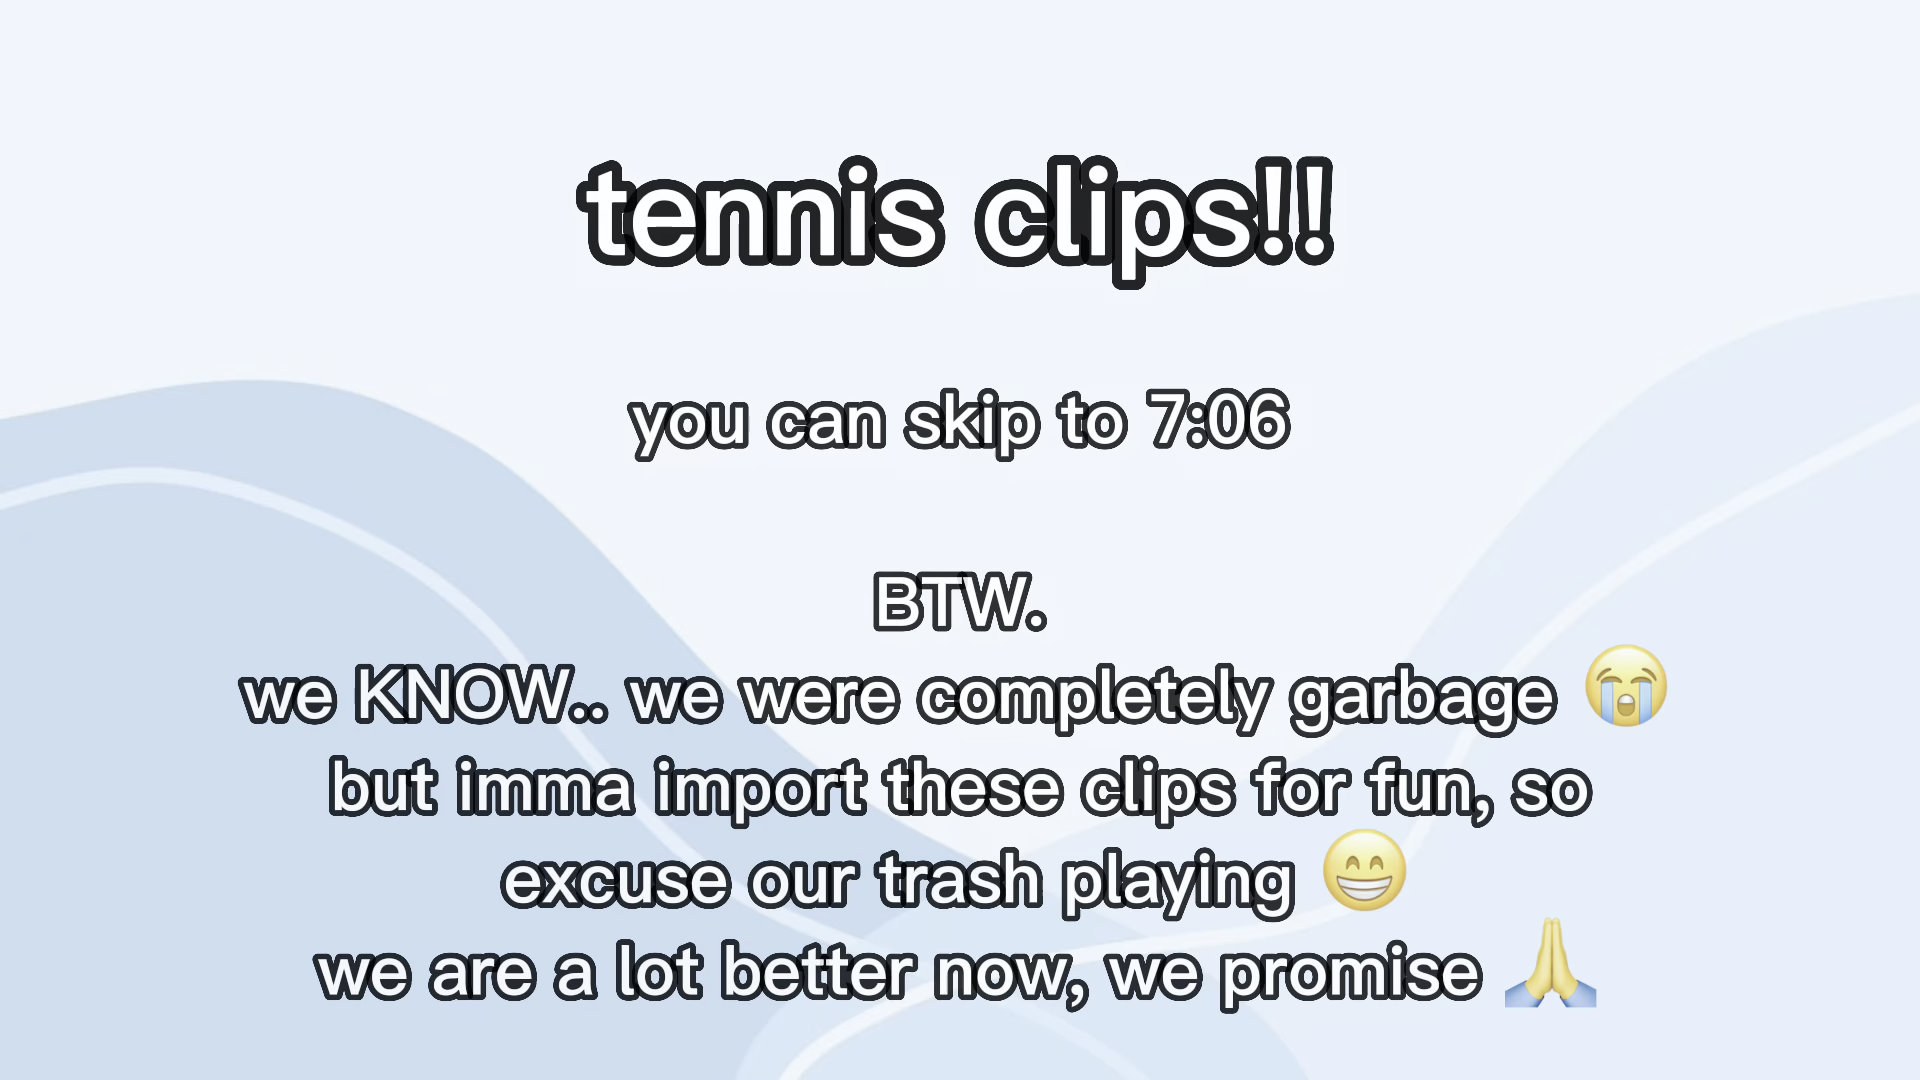 tennis clips!!
you can skip to 7:06
BTW.
we KNOW.. we were completely garbage 😭
but imma import these clips for fun, so
excuse our trash playing 😁
we are a lot better now, we promise 🙏